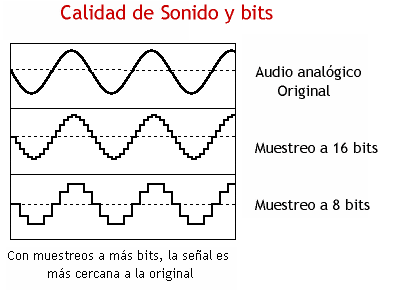 Calidad de Sonido y bits
Audio analógico
Original
Muestreo a 16 bits
Muestreo a 8 bits
Con muestreos a más bits, la señal es
más cercana a la original